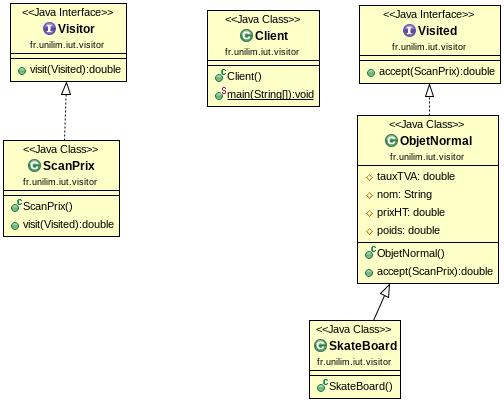 <<Java Interface>>
Visitor
fr.unilim.iut.visitor
visit(Visited):double
<<Java Class>>
Client
fr.unilim.iut.visitor
Client()
main(String[]):void
<<Java Interface>>
Visited
fr.unilim.iut.visitor
accept(ScanPrix):double
<<Java Class>>
ScanPrix
fr.unilim.iut.visitor
ScanPrix()
visit(Visited):double
<<Java Class>>
ObjetNormal
fr.unilim.iut.visitor
tauxTVA: double
nom: String
prixHT: double
poids: double
ObjetNormal()
accept(ScanPrix):double
<<Java Class>>
SkateBoard
fr.unilim.iut.visitor
SkateBoard()